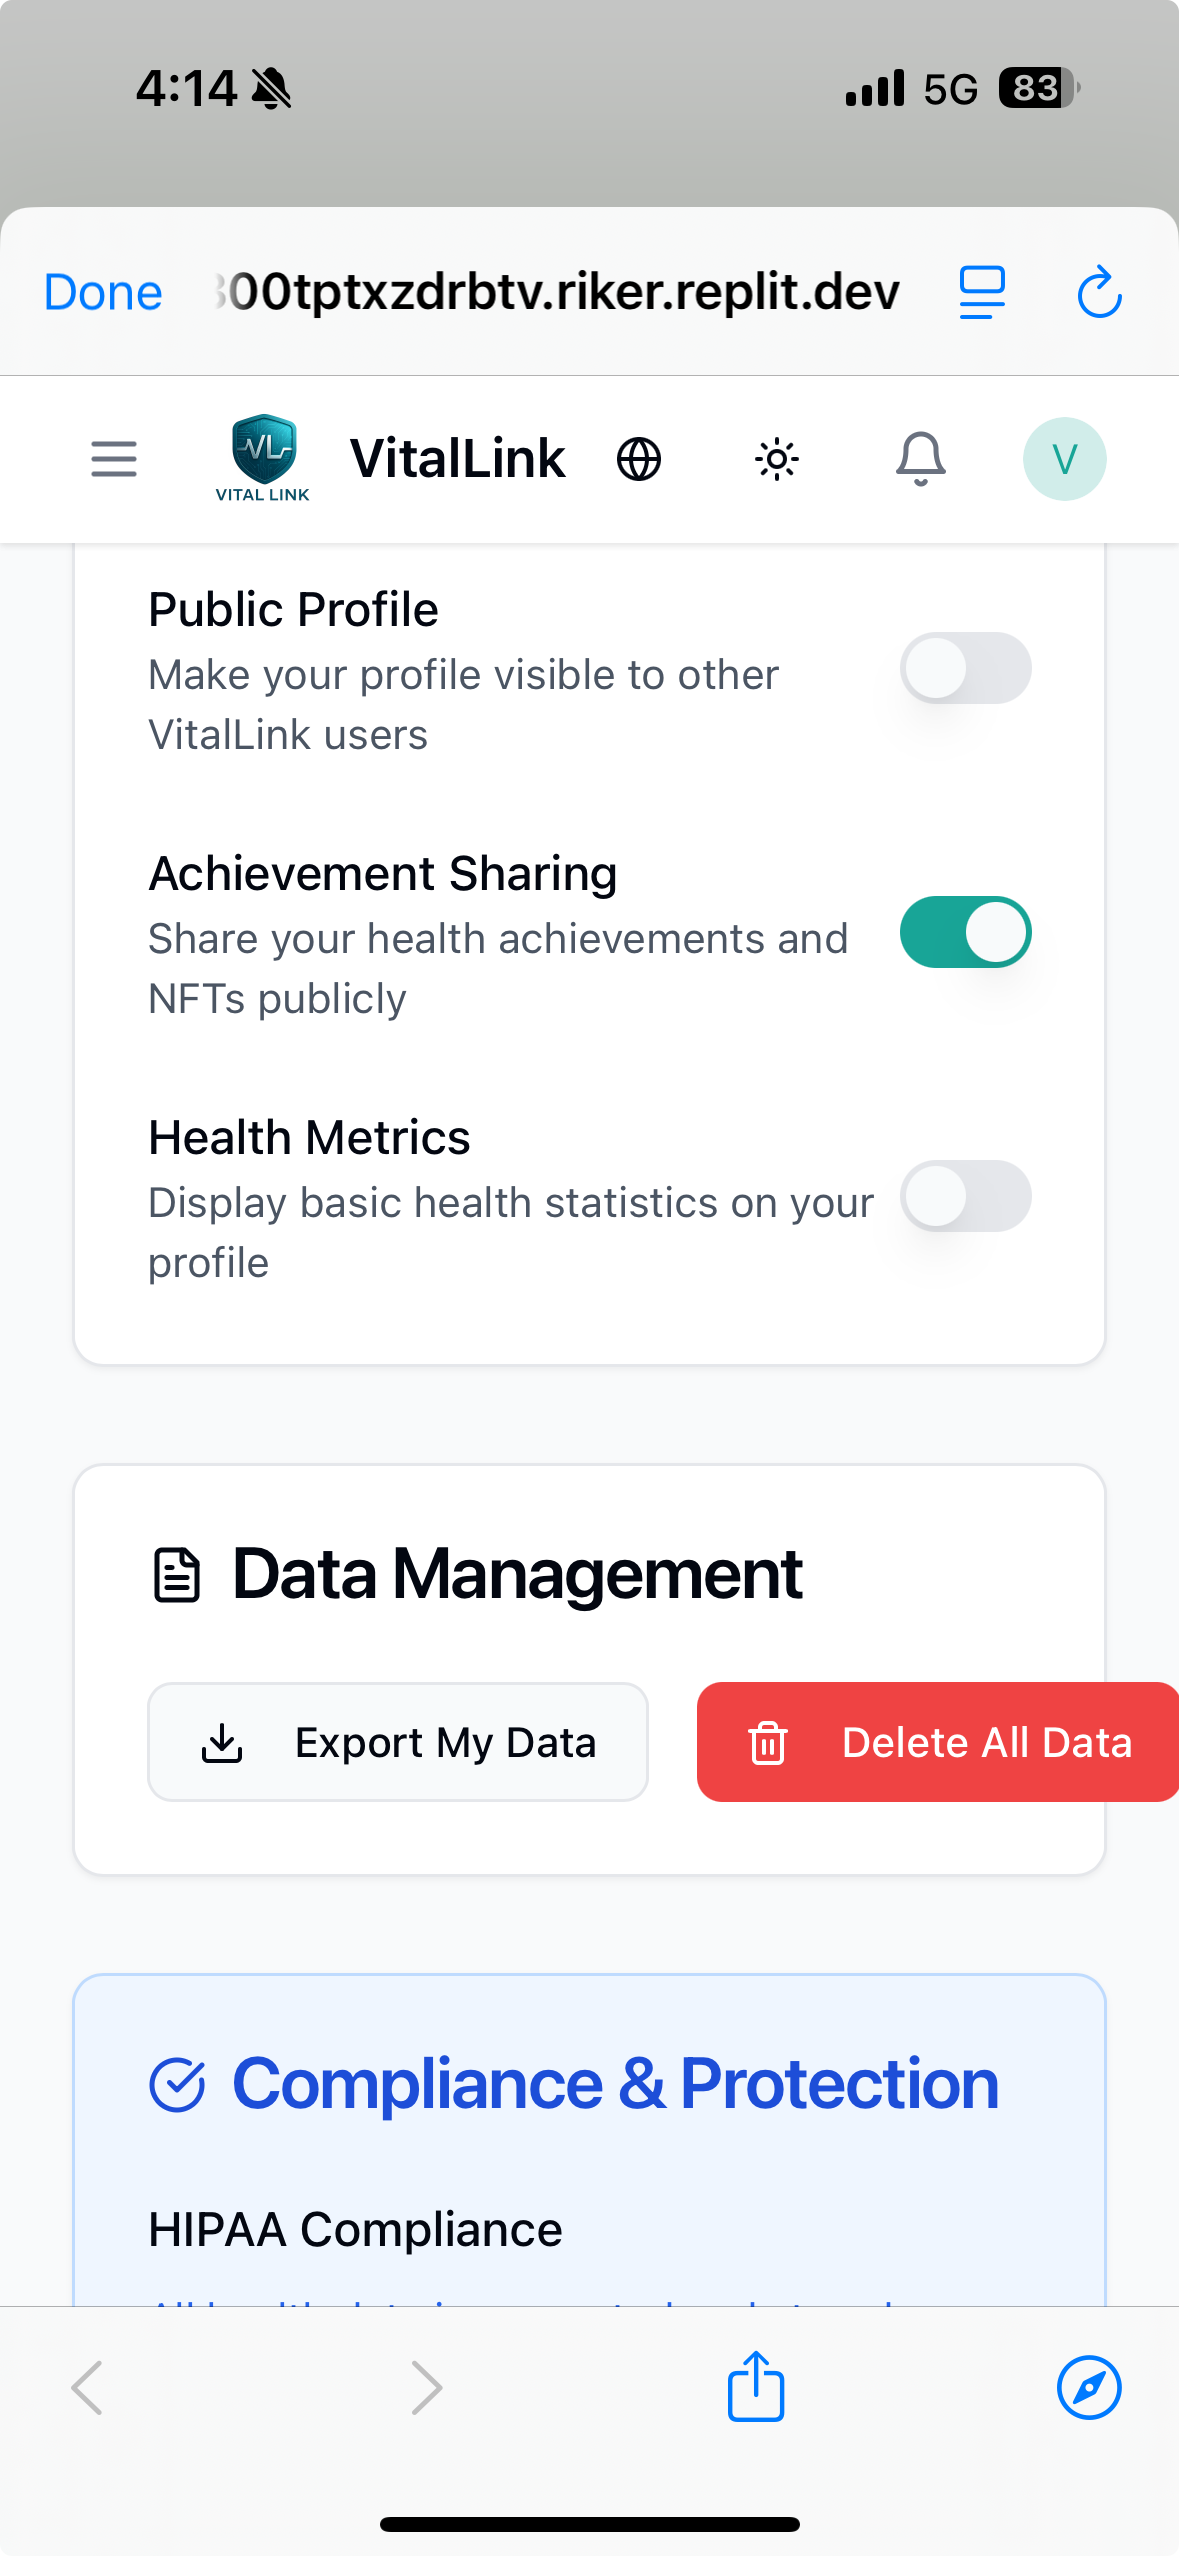 4:14
5G
83
Done
00tptxzdrbtv.riker.replit.dev
VL
VITAL LINK
VitalLink
V
Public Profile
Make your profile visible to other
VitalLink users
Achievement Sharing
Share your health achievements and
NFTs publicly
Health Metrics
Display basic health statistics on your
profile
Data Management
Export My Data
Delete All Data
Compliance & Protection
HIPAA Compliance